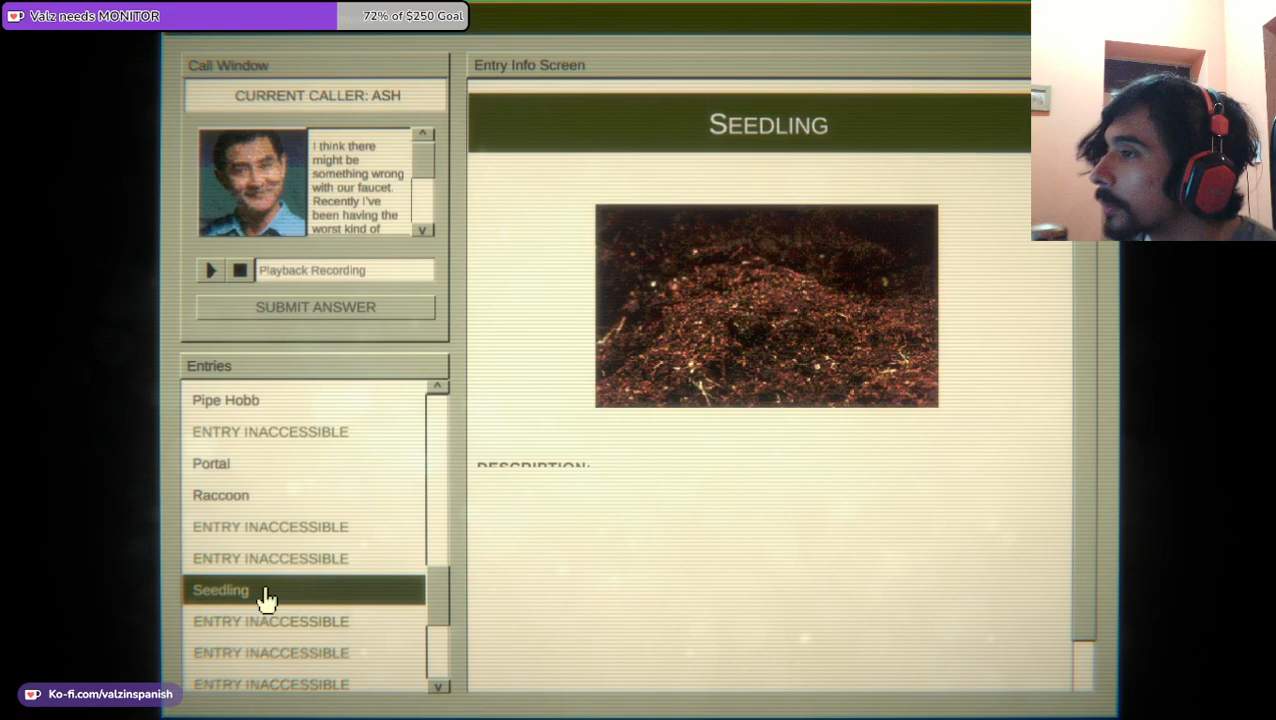 Valz needs MONITOR
72% of $250 Goal
Call Window
CURRENT CALLER: ASH
I think there
might be
something wrong
with our faucet.
Recently I've
been having the
worst kind of
Playback Recording
SUBMIT ANSWER
Entries
Pipe Hobb
ENTRY INACCESSIBLE
Portal
Raccoon
ENTRY INACCESSIBLE
ENTRY INACCESSIBLE
Seedling
ENTRY INACCESSIBLE
ENTRY INACCESSIBLE
ENTRY INACCESSIBLE
Entry Info Screen
SEEDLING
DESCRIPTION:
Ko-fi.com/valzinspanish